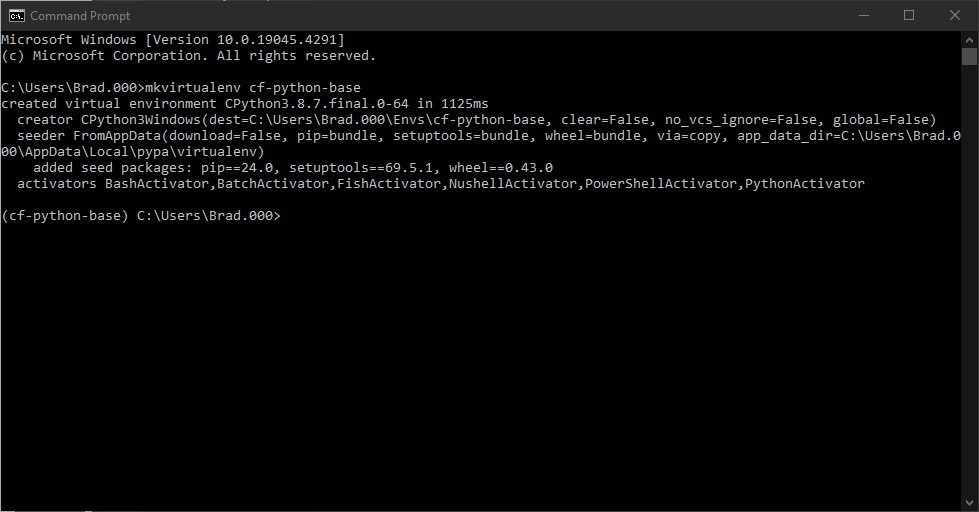 Command Prompt
Microsoft Windows [Version 10.0.19045.4291]
(c) Microsoft Corporation. All rights reserved.
C:\Users\Brad.000>mkvirtualenv cf-python-base
created virtual environment CPython3.8.7.final.0-64 in 1125ms
  creator CPython3Windows(dest=C:\Users\Brad.000\Envs\cf-python-base, clear=False, no_vcs_ignore=False, global=False)
  seeder FromAppData(download=False, pip=bundle, setuptools=bundle, wheel=bundle, via=copy, app_data_dir=C:\Users\Brad.0
00\AppData\Local\pypa\virtualenv)
    added seed packages: pip==24.0, setuptools==69.5.1, wheel==0.43.0
  activators BashActivator,BatchActivator,FishActivator,NushellActivator,PowerShellActivator,PythonActivator
(cf-python-base) C:\Users\Brad.000>